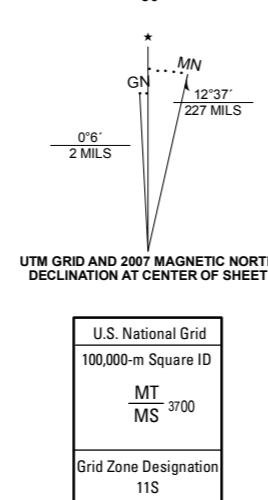 ★
MN
GN
12°37´
227 MILS
0°6´
2 MILS
UTM GRID AND 2007 MAGNETIC NORTH
DECLINATION AT CENTER OF SHEET
U.S. National Grid
100,000-m Square ID
MT
MS 3700
Grid Zone Designation
11S